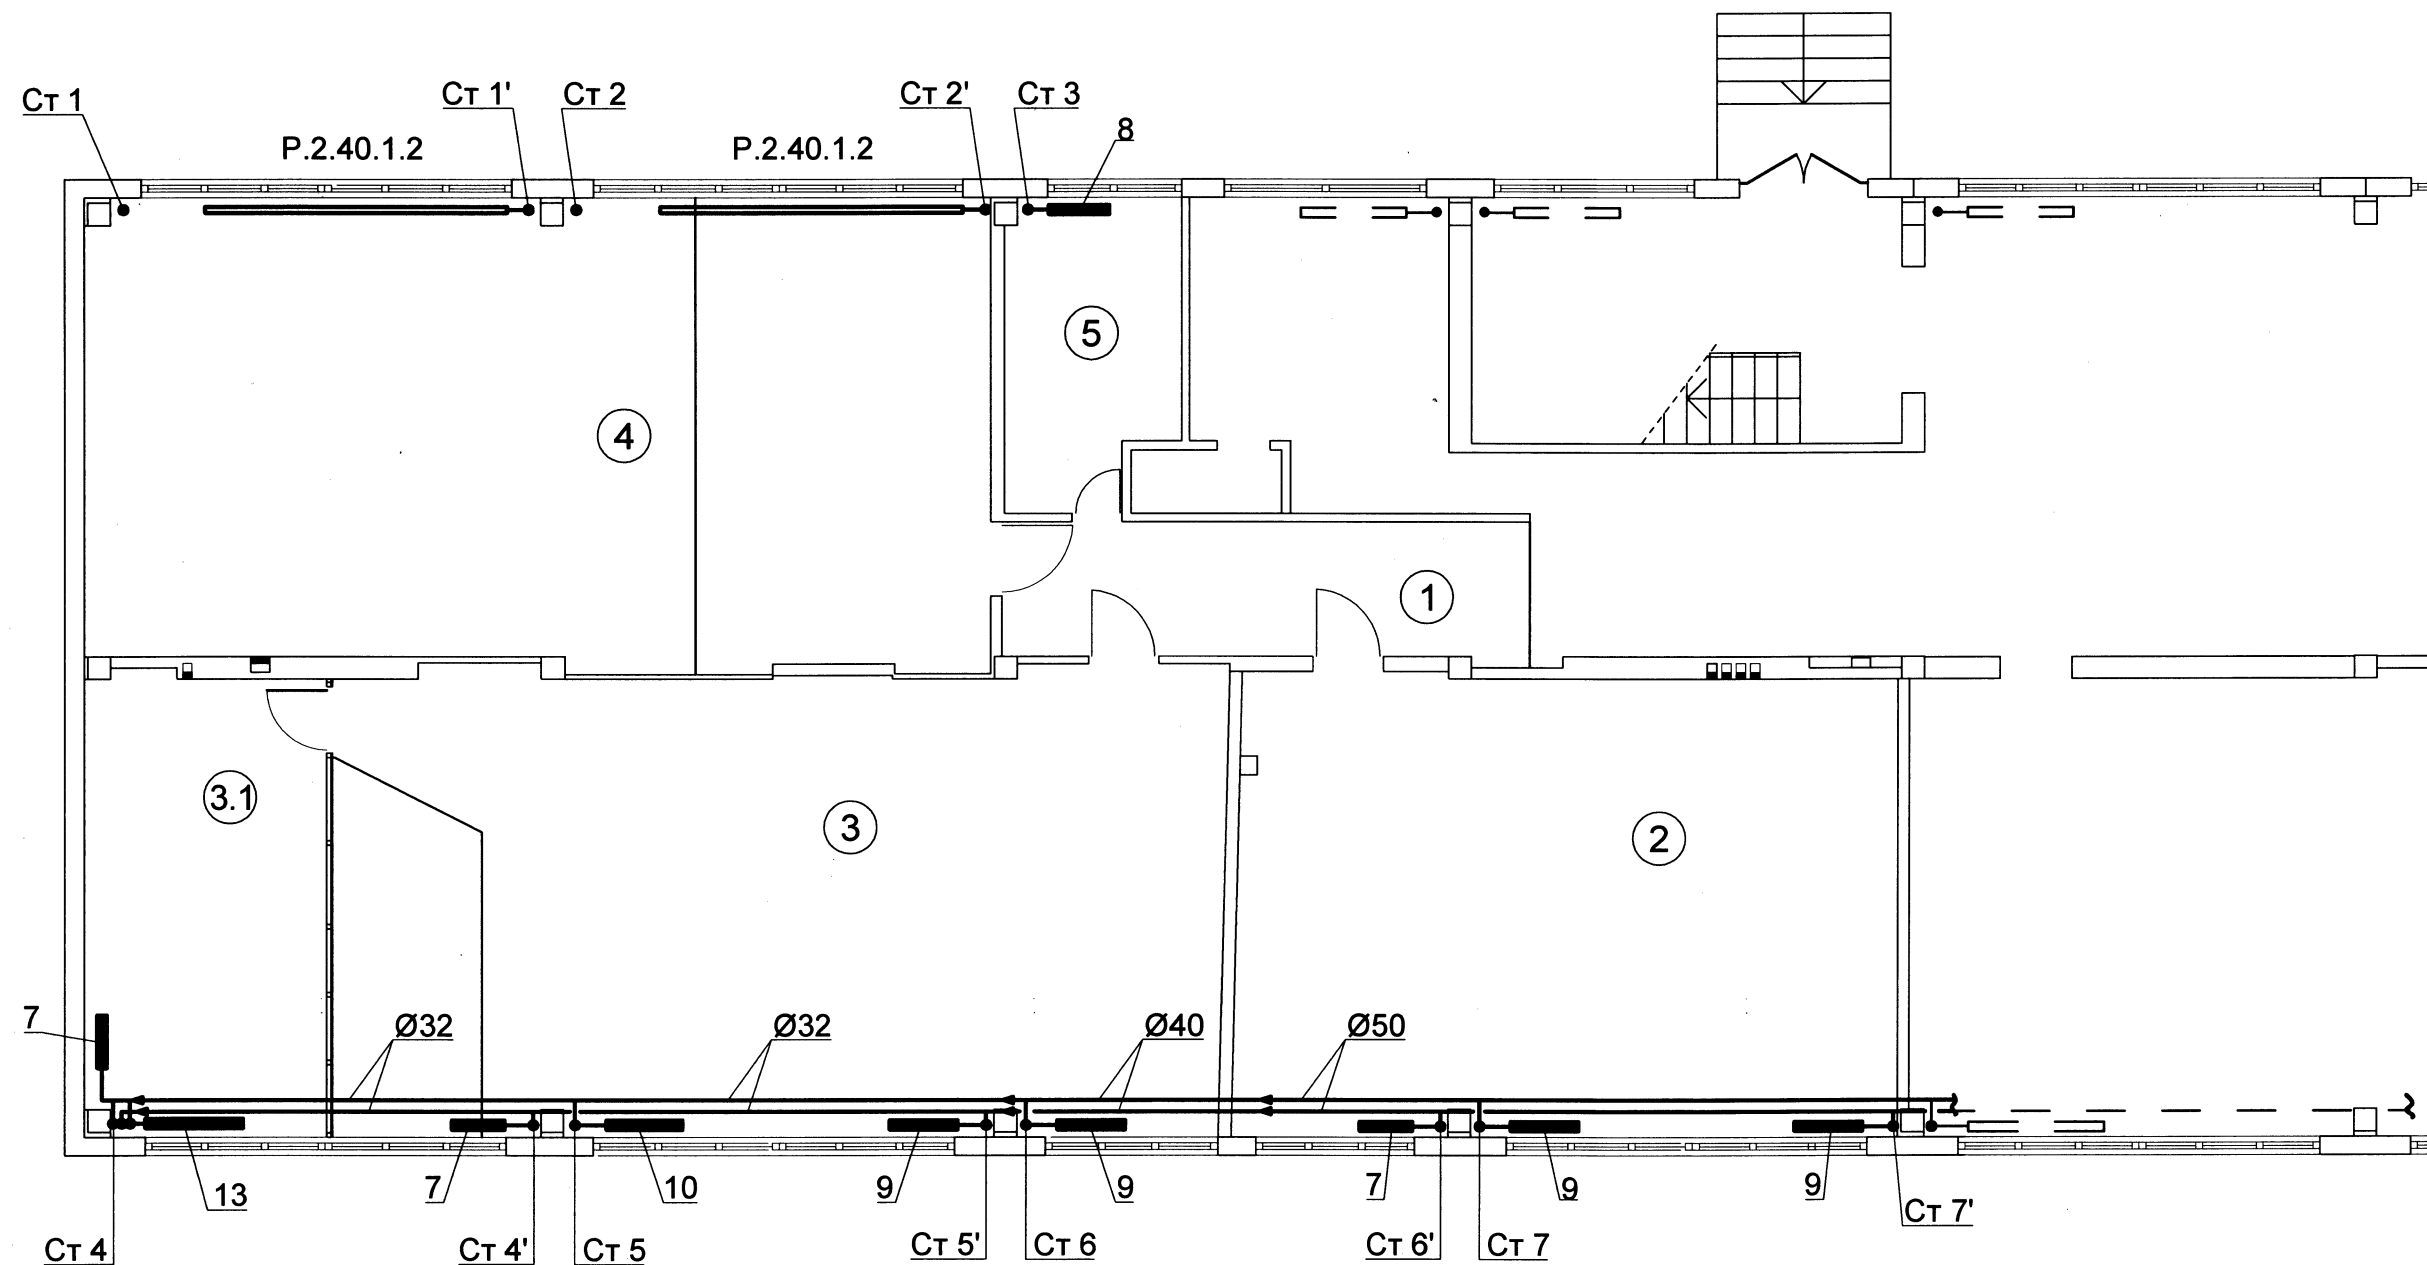 Ст 1
Ст 1'
Ст 2
Ст 2'
Ст 3
8
Р.2.40.1.2
Р.2.40.1.2
5
4
1
3.1
3
2
7
Ø32
Ø32
Ø40
Ø50
13
7
10
9
9
7
9
9
Ст 7'
Ст 4
Ст 4'
Ст 5
Ст 5'
Ст 6
Ст 6'
Ст 7